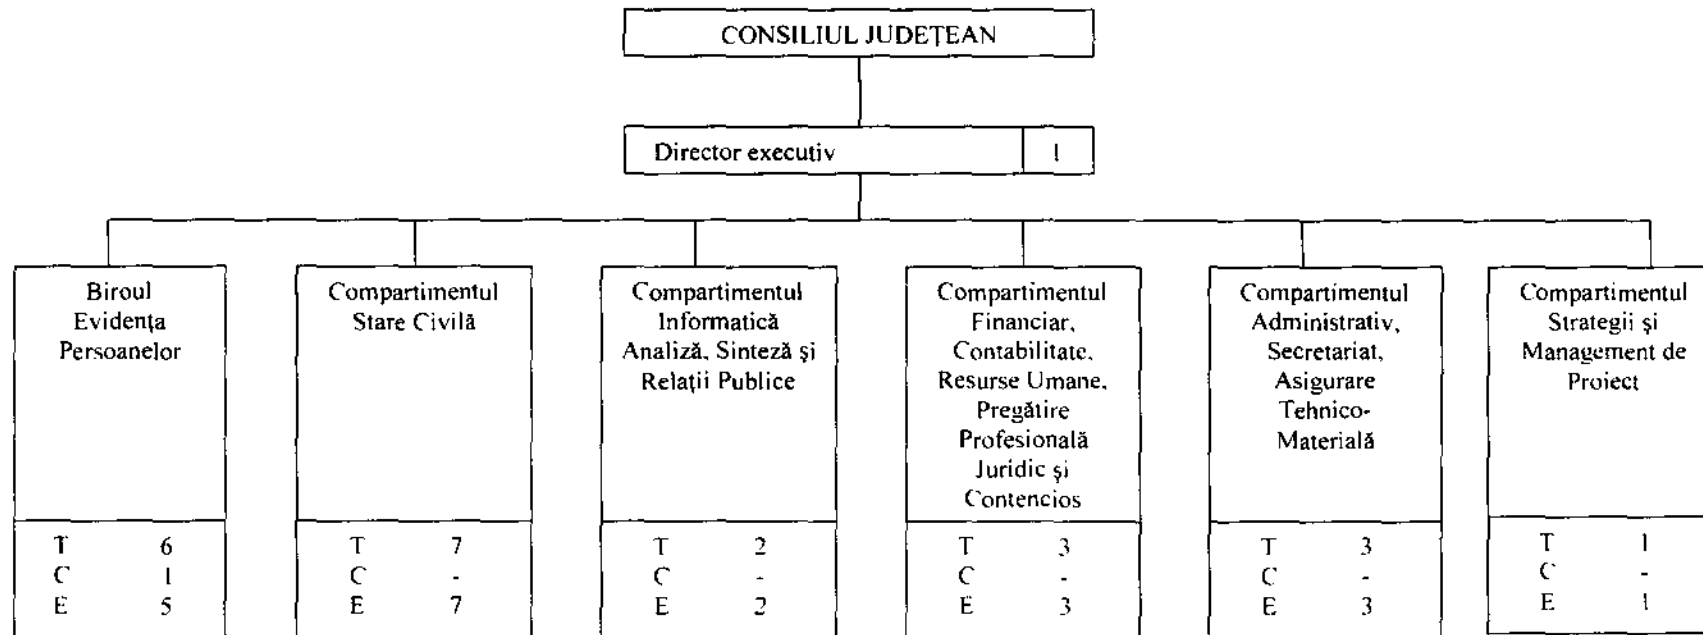 CONSILIUL JUDEȚEAN
Director executiv 1
Biroul
Evidența
Persoanelor
T 6
C 1
E 5
Compartimentul
Stare Civilă
T 7
C -
E 7
Compartimentul
Informatică
Analiză, Sinteză și
Relații Publice
T 2
C -
E 2
Compartimentul
Financiar,
Contabilitate,
Resurse Umane,
Pregătire
Profesională
Juridic și
Contencios
T 3
C -
E 3
Compartimentul
Administrativ,
Secretariat,
Asigurare
Tehnico-
Materială
T 3
C -
E 3
Compartimentul
Strategii și
Management de
Proiect
T 1
C -
E 1